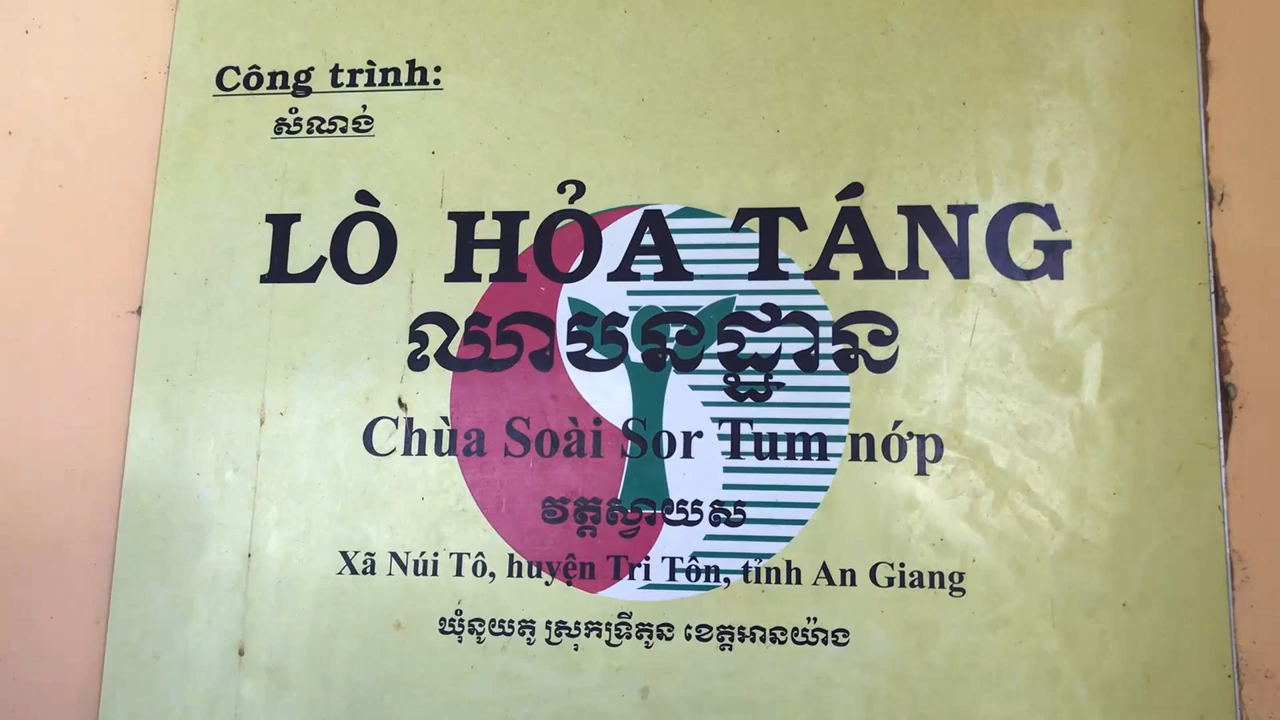 Công trình:
សំណង់
LÒ HỎA TÁNG
ឈាបនដ្ឋាន
Chùa Soài Sor Tum nớp
វត្តស្វាយស
Xã Núi Tô, huyện Tri Tôn, tỉnh An Giang
ឃុំនូយតូ ស្រុកទ្រីតូន ខេត្តអានយ៉ាង